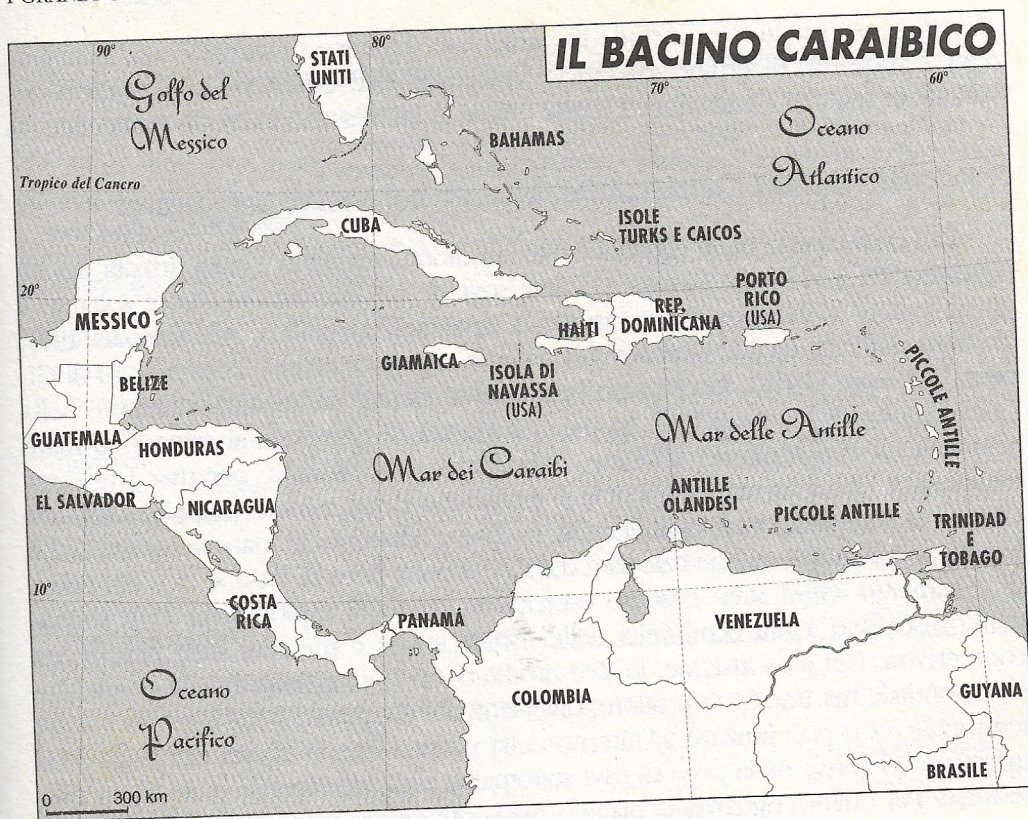 IL BACINO CARAIBICO
90°
80°
70°
60°
STATI
UNITI
Golfo del
Messico
BAHAMAS
Oceano
Atlantico
Tropico del Cancro
CUBA
ISOLE
TURKS E CAICOS
20°
MESSICO
PORTO
RICO
(USA)
HAITI
REP.
DOMINICANA
GIAMAICA
ISOLA DI
NAVASSA
(USA)
BELIZE
PICCOLE ANTILLE
GUATEMALA
HONDURAS
Mar dei Caraibi
Mar delle Antille
EL SALVADOR
NICARAGUA
ANTILLE
OLANDESI
PICCOLE ANTILLE
TRINIDAD
E
TOBAGO
10°
COSTA
RICA
PANAMÁ
VENEZUELA
COLOMBIA
GUYANA
Oceano
Pacifico
BRASILE
0 300 km